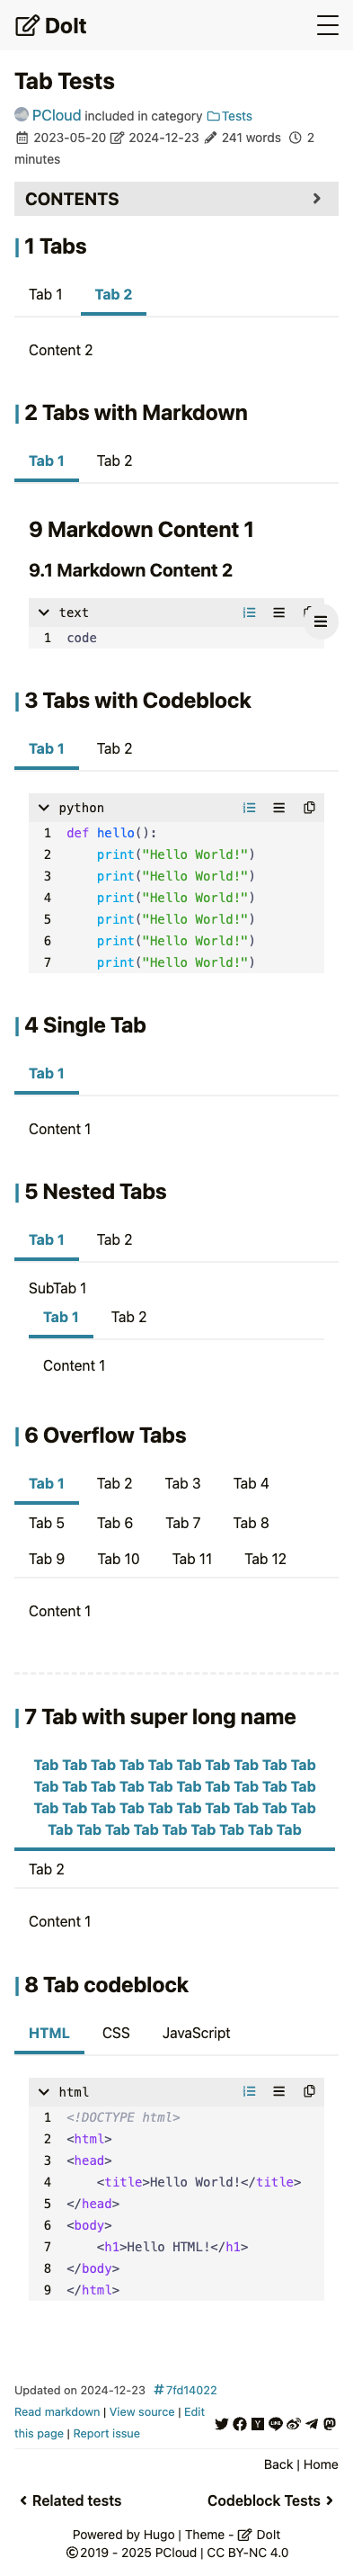 DoIt
Tab Tests
PCloud included in category Tests
2023-05-20 2024-12-23 241 words 2
minutes
CONTENTS
1 Tabs
Tab 1 Tab 2
Content 2
2 Tabs with Markdown
Tab 1 Tab 2
9 Markdown Content 1
9.1 Markdown Content 2
text
1 code
3 Tabs with Codeblock
Tab 1 Tab 2
python
1 def hello():
2 print("Hello World!")
3 print("Hello World!")
4 print("Hello World!")
5 print("Hello World!")
6 print("Hello World!")
7 print("Hello World!")
4 Single Tab
Tab 1
Content 1
5 Nested Tabs
Tab 1 Tab 2
SubTab 1
Tab 1 Tab 2
Content 1
6 Overflow Tabs
Tab 1 Tab 2 Tab 3 Tab 4
Tab 5 Tab 6 Tab 7 Tab 8
Tab 9 Tab 10 Tab 11 Tab 12
Content 1
7 Tab with super long name
Tab Tab Tab Tab Tab Tab Tab Tab Tab Tab
Tab Tab Tab Tab Tab Tab Tab Tab Tab Tab
Tab Tab Tab Tab Tab Tab Tab Tab Tab Tab
Tab Tab Tab Tab Tab Tab Tab Tab Tab
Tab 2
Content 1
8 Tab codeblock
HTML CSS JavaScript
html
1 <!DOCTYPE html>
2 <html>
3 <head>
4 <title>Hello World!</title>
5 </head>
6 <body>
7 <h1>Hello HTML!</h1>
8 </body>
9 </html>
Updated on 2024-12-23 #7fd14022
Read markdown | View source | Edit
this page | Report issue
Back | Home
Related tests Codeblock Tests
Powered by Hugo | Theme - DoIt
©2019 - 2025 PCloud | CC BY-NC 4.0